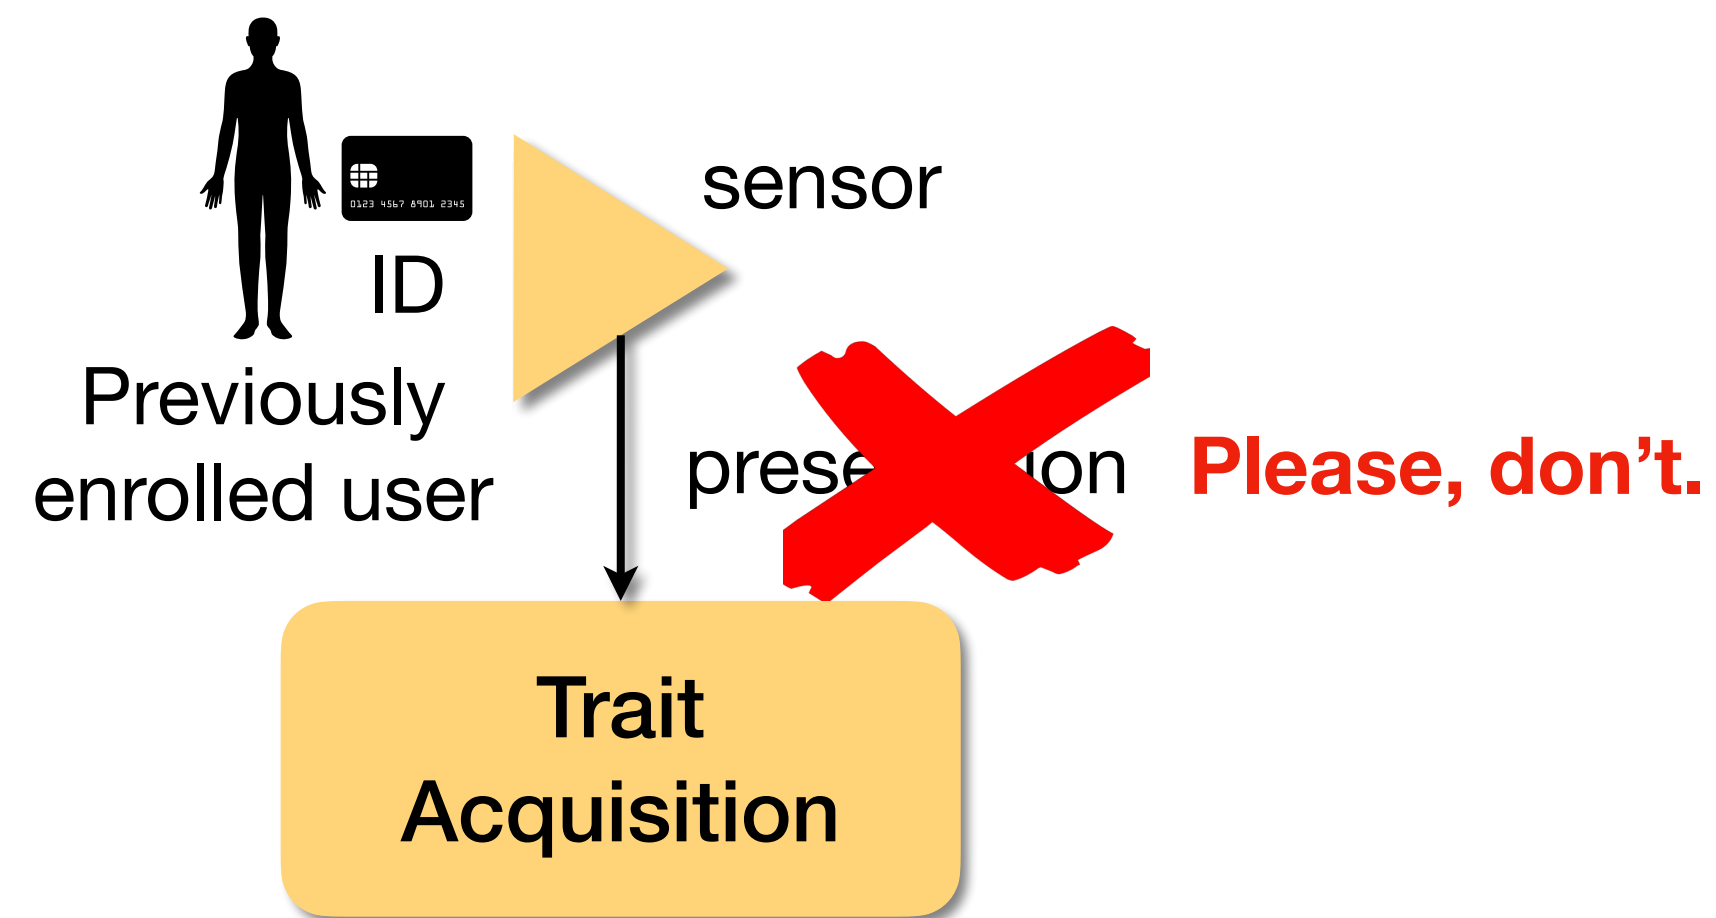 0123 4567 8901 2345
sensor
ID
Previously
enrolled user
Please, don’t.
Trait
Acquisition